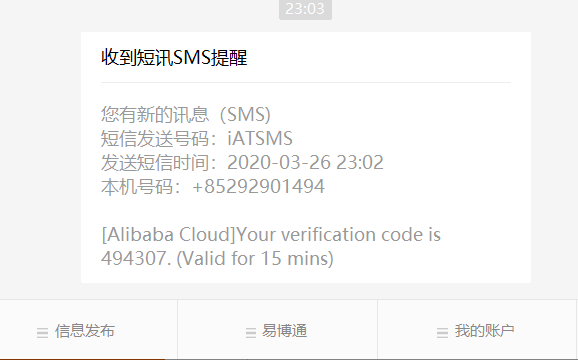 23:03
收到短讯SMS提醒
您有新的讯息（SMS)
短信发送号码：iATSMS
发送短信时间：2020-03-26 23:02
本机号码：+85292901494
[Alibaba Cloud]Your verification code is
494307. (Valid for 15 mins)
信息发布
易博通
我的账户